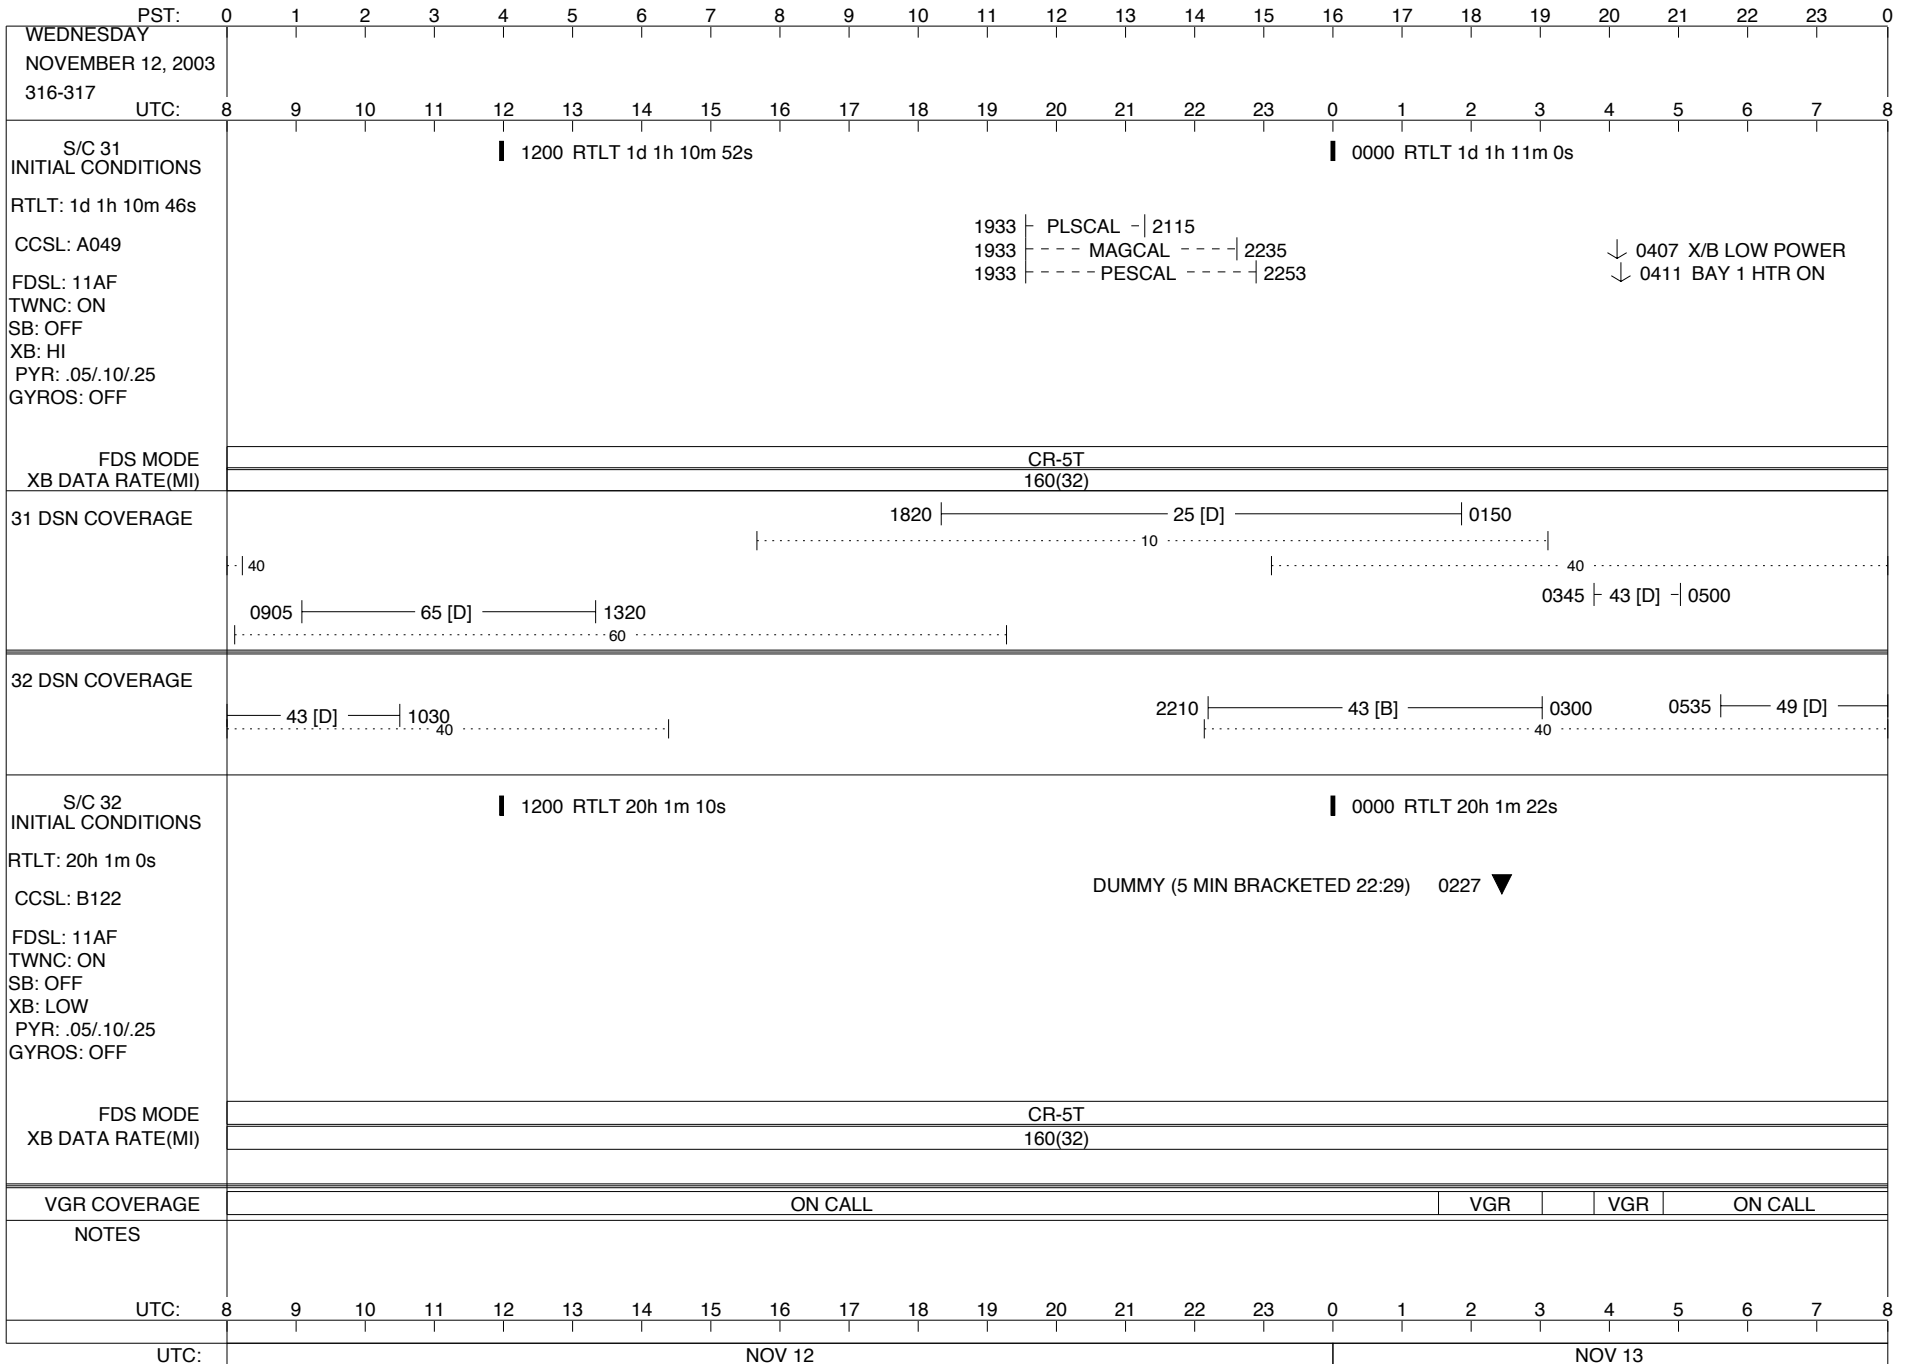 PST: 0 1 2 3 4 5 6 7 8 9 10 11 12 13 14 15 16 17 18 19 20 21 22 23 0
WEDNESDAY
NOVEMBER 12, 2003
316-317
UTC: 8 9 10 11 12 13 14 15 16 17 18 19 20 21 22 23 0 1 2 3 4 5 6 7 8
S/C 31
INITIAL CONDITIONS
1200 RTLT 1d 1h 10m 52s
0000 RTLT 1d 1h 11m 0s
RTLT: 1d 1h 10m 46s
1933 PLSCAL 2115
CCSL: A049
1933 MAGCAL 2235
0407 X/B LOW POWER
1933 PESCAL 2253
0411 BAY 1 HTR ON
FDSL: 11AF
TWNC: ON
SB: OFF
XB: HI
PYR: .05/.10/.25
GYROS: OFF
FDS MODE CR-5T
XB DATA RATE(MI) 160(32)
31 DSN COVERAGE
1820 25 [D] 0150
10
40
40
0345 43 [D] 0500
0905 65 [D] 1320
60
32 DSN COVERAGE
43 [D] 1030
2210 43 [B] 0300
0535 49 [D]
40
40
S/C 32
INITIAL CONDITIONS
1200 RTLT 20h 1m 10s
0000 RTLT 20h 1m 22s
RTLT: 20h 1m 0s
DUMMY (5 MIN BRACKETED 22:29) 0227
CCSL: B122
FDSL: 11AF
TWNC: ON
SB: OFF
XB: LOW
PYR: .05/.10/.25
GYROS: OFF
FDS MODE CR-5T
XB DATA RATE(MI) 160(32)
VGR COVERAGE ON CALL VGR VGR ON CALL
NOTES
UTC: 8 9 10 11 12 13 14 15 16 17 18 19 20 21 22 23 0 1 2 3 4 5 6 7 8
UTC: NOV 12 NOV 13